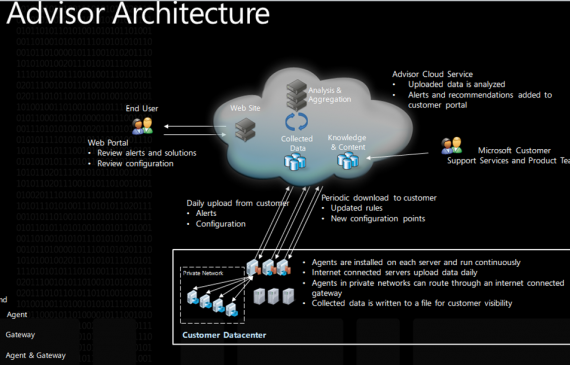 Advisor Architecture
Advisor Cloud Service
• Uploaded data is analyzed
• Alerts and recommendations added to
customer portal
End User
Web Site
Analysis &
Aggregation
Web Portal
• Review alerts and solutions
• Review configuration
Collected
Data
Knowledge
& Content
Microsoft Customer
Support Services and Product Tea
Daily upload from customer
• Alerts
• Configuration
Periodic download to customer
• Updated rules
• New configuration points
Private Network
• Agents are installed on each server and run continuously
• Internet connected servers upload data daily
• Agents in private networks can route through an internet connected
gateway
• Collected data is written to a file for customer visibility
Customer Datacenter
nd
Agent
Gateway
Agent & Gateway